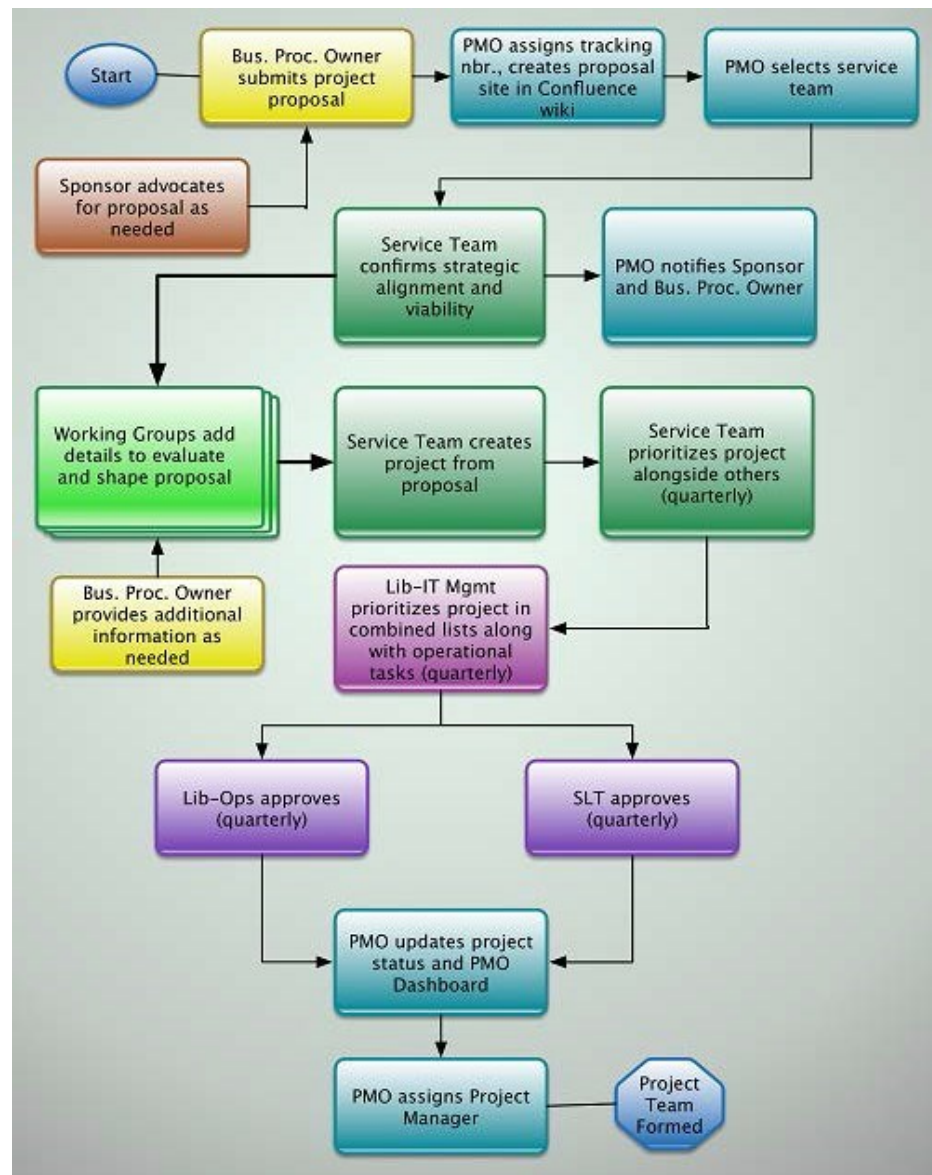 Start
Bus. Proc. Owner
submits project
proposal
PMO assigns tracking
nbr., creates proposal
site in Confluence
wiki
PMO selects service
team
Sponsor advocates
for proposal as
needed
Service Team
confirms strategic
alignment and
viability
PMO notifies Sponsor
and Bus. Proc. Owner
Working Groups add
details to evaluate
and shape proposal
Service Team creates
project from
proposal
Service Team
prioritizes project
alongside others
(quarterly)
Bus. Proc. Owner
provides additional
information as
needed
Lib-IT Mgmt
prioritizes project in
combined lists along
with operational
tasks (quarterly)
Lib-Ops approves
(quarterly)
SLT approves
(quarterly)
PMO updates project
status and PMO
Dashboard
PMO assigns Project
Manager
Project
Team
Formed